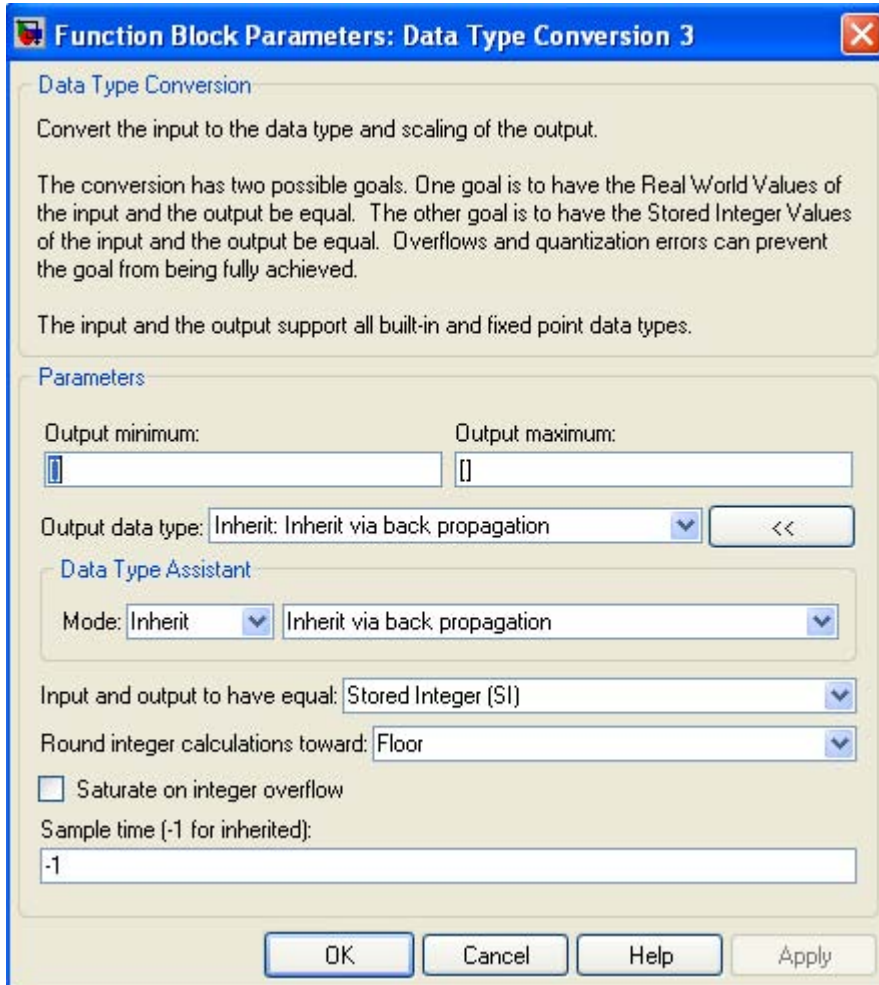 Function Block Parameters: Data Type Conversion 3
Data Type Conversion
Convert the input to the data type and scaling of the output.
The conversion has two possible goals. One goal is to have the Real World Values of
the input and the output be equal.  The other goal is to have the Stored Integer Values
of the input and the output be equal.  Overflows and quantization errors can prevent
the goal from being fully achieved.
The input and the output support all built-in and fixed point data types.
Parameters
Output minimum:
Output maximum:
[]
[]
Output data type: Inherit: Inherit via back propagation <<
Data Type Assistant
Mode: Inherit Inherit via back propagation
Input and output to have equal: Stored Integer (SI)
Round integer calculations toward: Floor
Saturate on integer overflow
Sample time (-1 for inherited):
-1
OK Cancel Help Apply